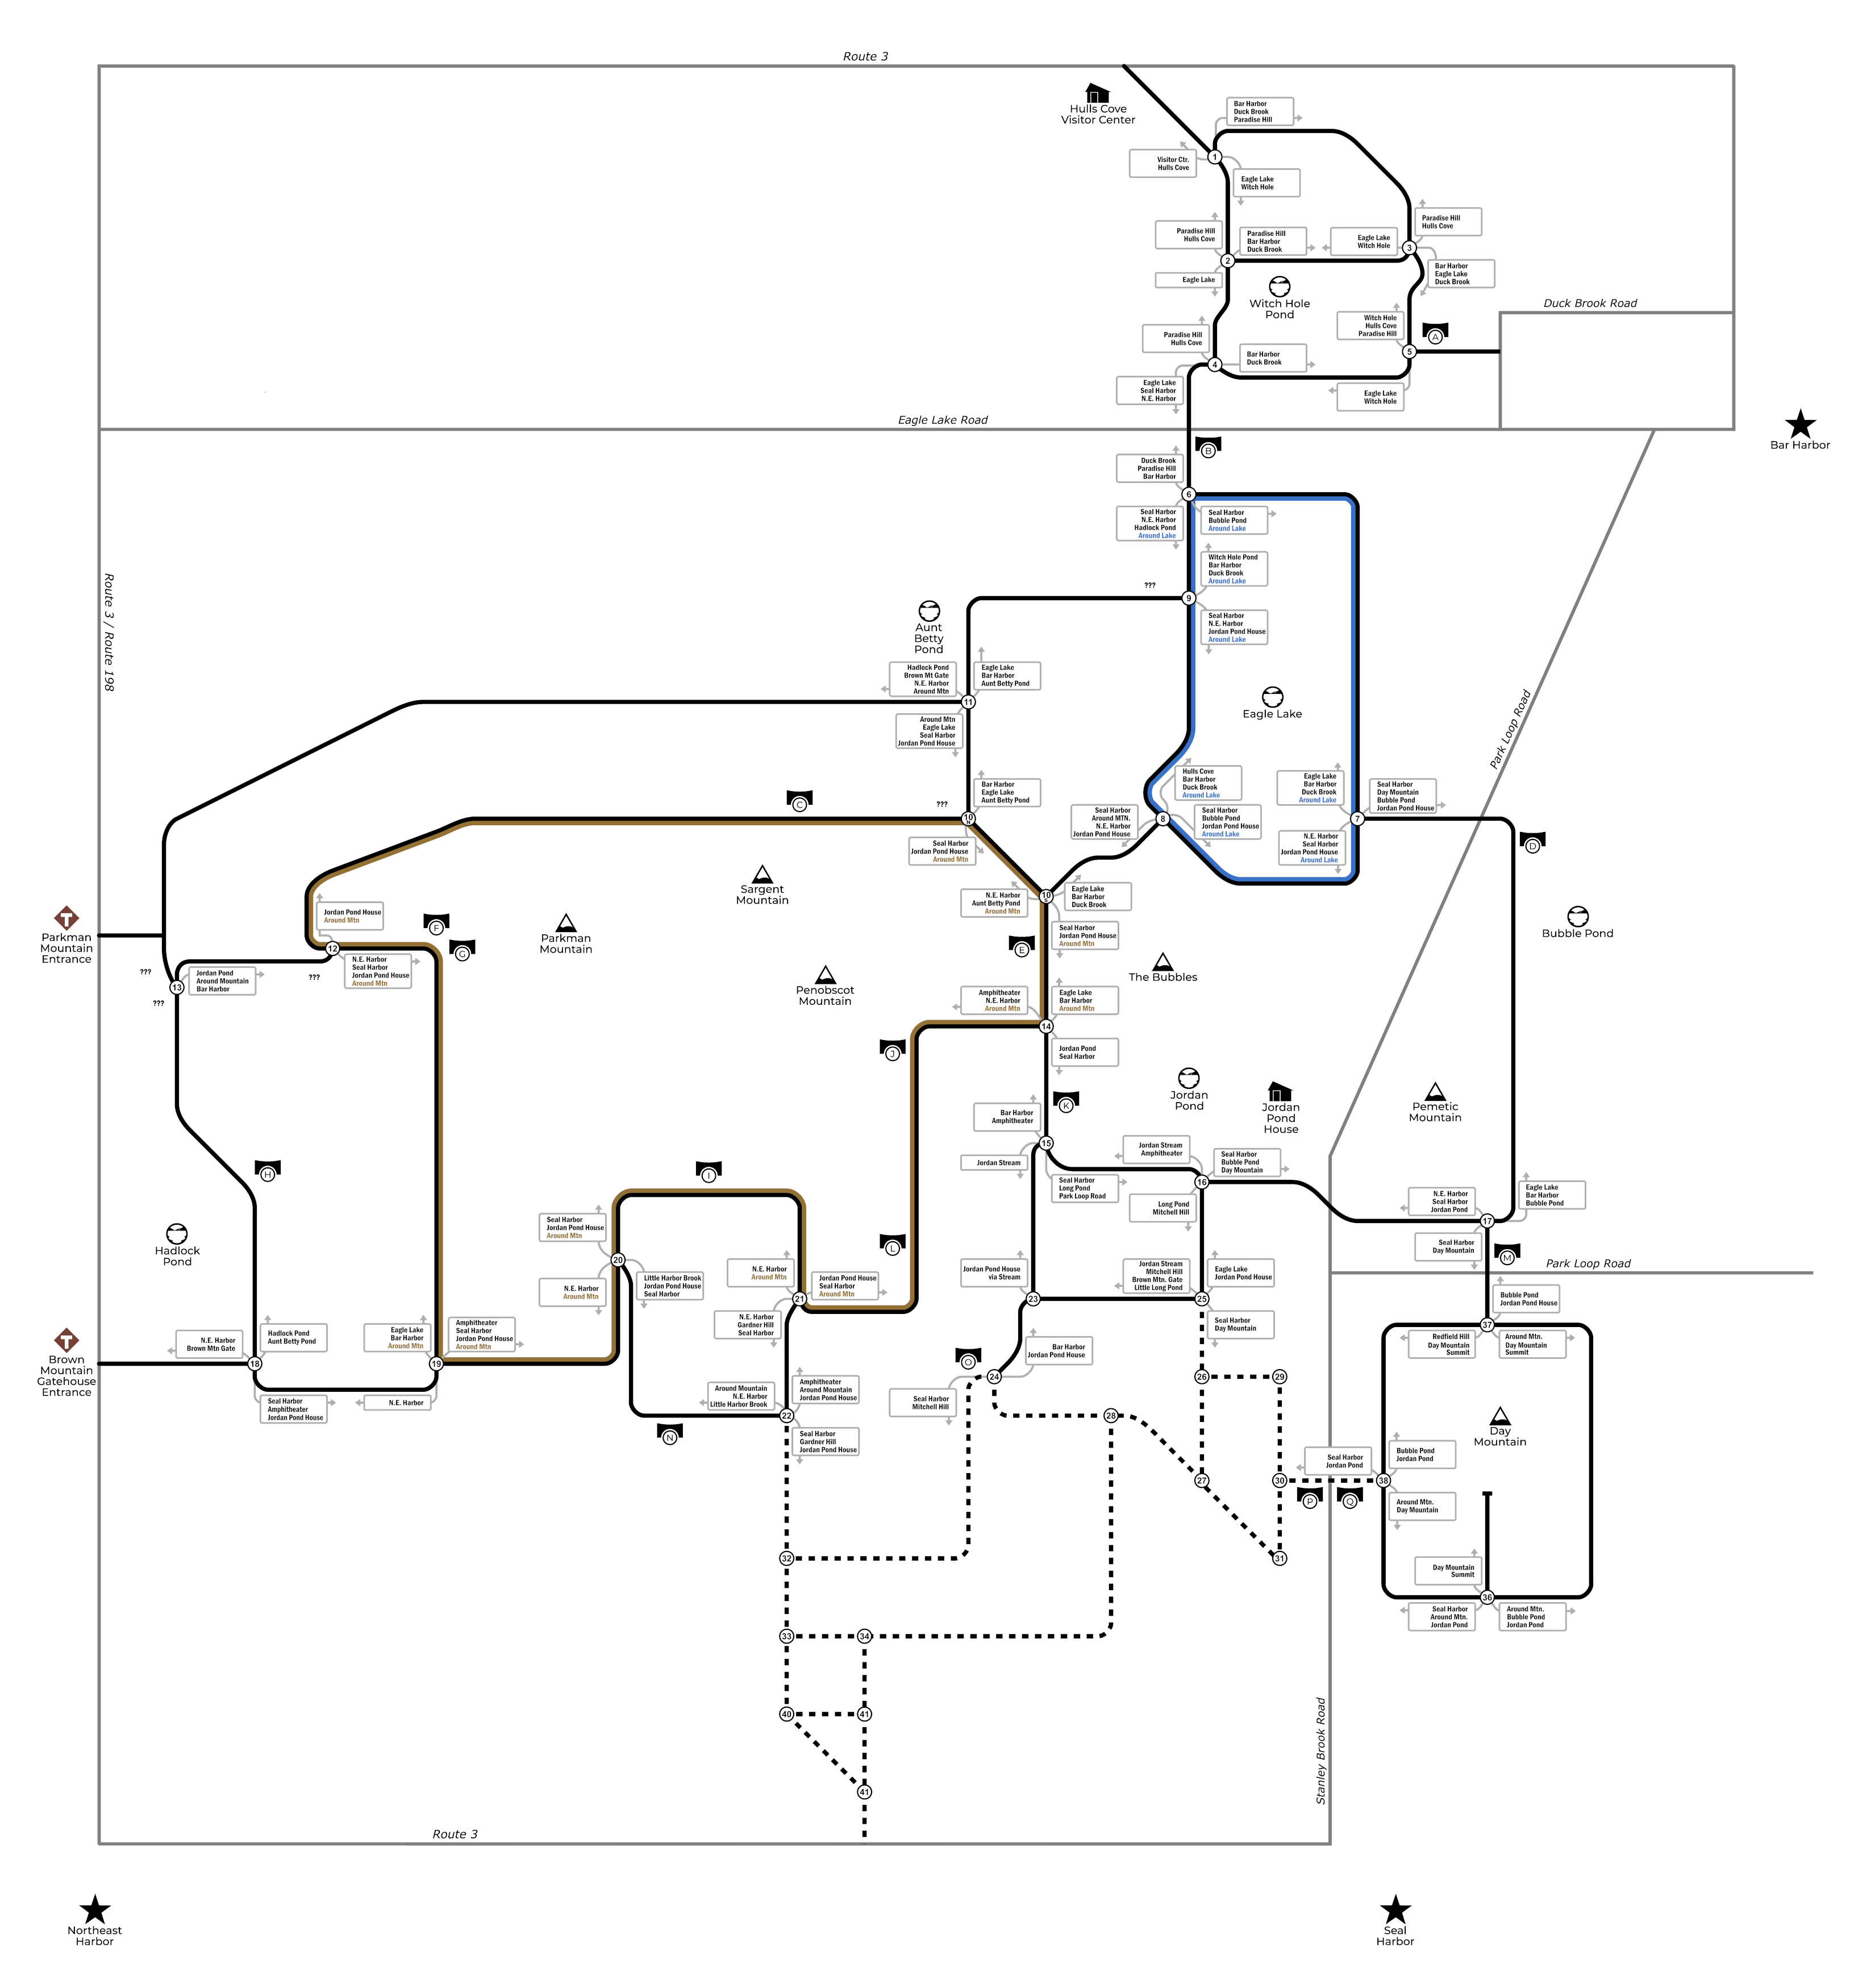 Route 3
Hulls Cove
Visitor Center
Bar Harbor
Duck Brook
Paradise Hill
1
Visitor Ctr.
Hulls Cove
Eagle Lake
Witch Hole
Paradise Hill
Hulls Cove
Paradise Hill
Hulls Cove
Paradise Hill
Bar Harbor
Duck Brook
Eagle Lake
Witch Hole
3
2
Eagle Lake
Bar Harbor
Eagle Lake
Duck Brook
Witch Hole
Pond
Duck Brook Road
Witch Hole
Hulls Cove
Paradise Hill
A
Paradise Hill
Hulls Cove
5
Bar Harbor
Duck Brook
4
Eagle Lake
Seal Harbor
N.E. Harbor
Eagle Lake
Witch Hole
Eagle Lake Road
Bar Harbor
B
Duck Brook
Paradise Hill
Bar Harbor
6
Seal Harbor
N.E. Harbor
Hadlock Pond
Around Lake
Seal Harbor
Bubble Pond
Around Lake
Witch Hole Pond
Bar Harbor
Duck Brook
Around Lake
???
9
Route 3 / Route 198
Aunt
Betty
Pond
Seal Harbor
N.E. Harbor
Jordan Pond House
Around Lake
Hadlock Pond
Brown Mt Gate
N.E. Harbor
Around Mtn
Eagle Lake
Bar Harbor
Aunt Betty Pond
11
Eagle Lake
Park Loop Road
Around Mtn
Eagle Lake
Seal Harbor
Jordan Pond House
Hulls Cove
Bar Harbor
Duck Brook
Around Lake
Eagle Lake
Bar Harbor
Duck Brook
Around Lake
Seal Harbor
Day Mountain
Bubble Pond
Jordan Pond House
Bar Harbor
Eagle Lake
Aunt Betty Pond
C
???
10
N
Seal Harbor
Around MTN.
N.E. Harbor
Jordan Pond House
8
Seal Harbor
Bubble Pond
Jordan Pond House
Around Lake
7
D
N.E. Harbor
Seal Harbor
Jordan Pond House
Around Lake
Seal Harbor
Jordan Pond House
Around Mtn
Sargent
Mountain
N.E. Harbor
Aunt Betty Pond
Around Mtn
10
S
Eagle Lake
Bar Harbor
Duck Brook
Parkman
Mountain
Entrance
Jordan Pond House
Around Mtn
F
G
Parkman
Mountain
E
Seal Harbor
Jordan Pond House
Around Mtn
Bubble Pond
12
N.E. Harbor
Seal Harbor
Jordan Pond House
Around Mtn
???
???
13
???
Jordan Pond
Around Mountain
Bar Harbor
Penobscot
Mountain
The Bubbles
Amphitheater
N.E. Harbor
Around Mtn
Eagle Lake
Bar Harbor
Around Mtn
14
J
Jordan Pond
Seal Harbor
Jordan
Pond
Jordan
Pond
House
Pemetic
Mountain
K
Bar Harbor
Amphitheater
15
Jordan Stream
Seal Harbor
Long Pond
Park Loop Road
Jordan Stream
Amphitheater
Seal Harbor
Bubble Pond
Day Mountain
16
Long Pond
Mitchell Hill
N.E. Harbor
Seal Harbor
Jordan Pond
Eagle Lake
Bar Harbor
Bubble Pond
17
H
I
Hadlock
Pond
Seal Harbor
Jordan Pond House
Around Mtn
20
L
Seal Harbor
Day Mountain
M
Park Loop Road
N.E. Harbor
Around Mtn
Little Harbor Brook
Jordan Pond House
Seal Harbor
N.E. Harbor
Around Mtn
Jordan Pond House
Seal Harbor
Around Mtn
21
Jordan Pond House
via Stream
23
Jordan Stream
Mitchell Hill
Brown Mtn. Gate
Little Long Pond
Eagle Lake
Jordan Pond House
25
Bubble Pond
Jordan Pond House
Brown
Mountain
Gatehouse
Entrance
N.E. Harbor
Brown Mtn Gate
Hadlock Pond
Aunt Betty Pond
18
Eagle Lake
Bar Harbor
Around Mtn
Amphitheater
Seal Harbor
Jordan Pond House
Around Mtn
19
N.E. Harbor
Gardner Hill
Seal Harbor
Seal Harbor
Day Mountain
37
Redfield Hill
Day Mountain
Summit
Around Mtn.
Day Mountain
Summit
Bar Harbor
Jordan Pond House
O
24
26
29
Seal Harbor
Amphitheater
Jordan Pond House
N.E. Harbor
Around Mountain
N.E. Harbor
Little Harbor Brook
Amphitheater
Around Mountain
Jordan Pond House
Seal Harbor
Mitchell Hill
22
N
28
Seal Harbor
Gardner Hill
Jordan Pond House
Day
Mountain
Seal Harbor
Jordan Pond
Bubble Pond
Jordan Pond
27
30
38
P
Q
Around Mtn.
Day Mountain
32
31
Day Mountain
Summit
36
Seal Harbor
Around Mtn.
Jordan Pond
Around Mtn.
Bubble Pond
Jordan Pond
33
34
40
41
Stanley Brook Road
41
Route 3
Northeast
Harbor
Seal
Harbor